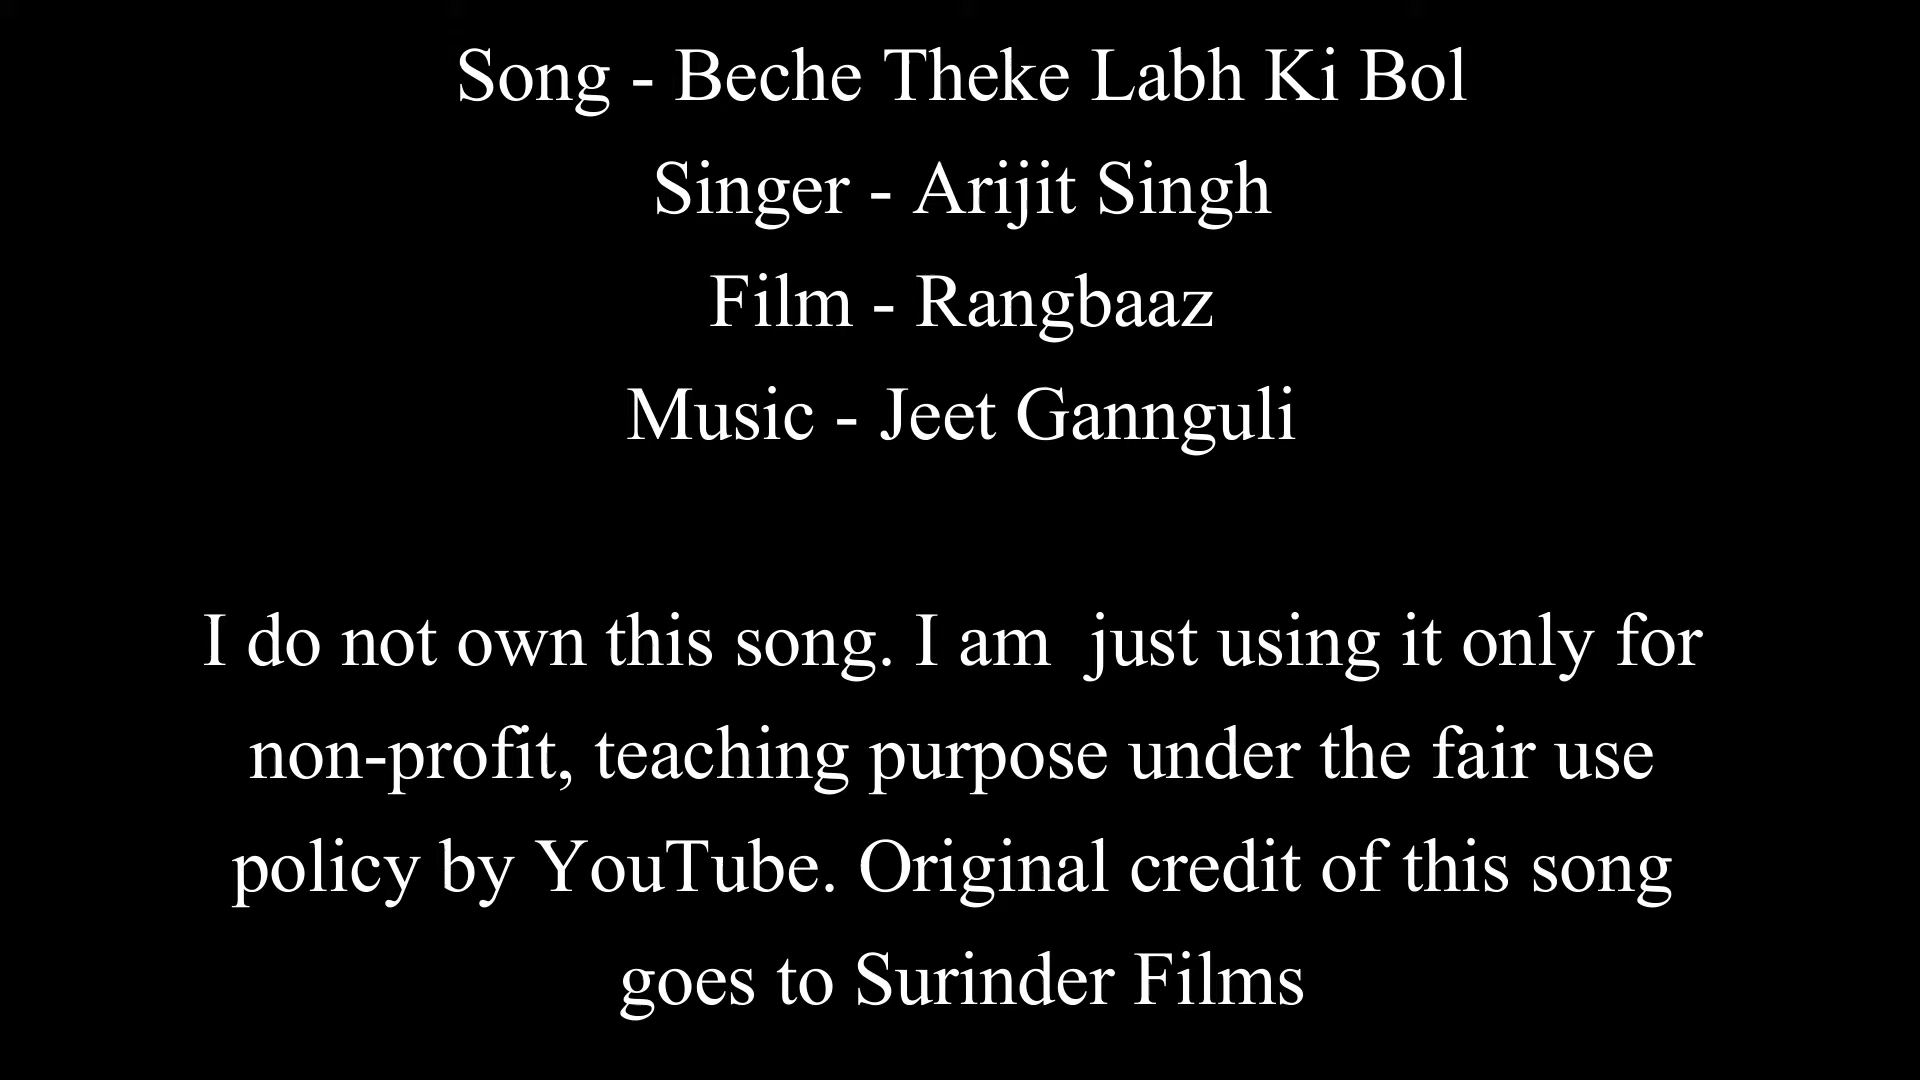 Song - Beche Theke Labh Ki Bol
Singer - Arijit Singh
Film - Rangbaaz
Music - Jeet Gannguli
I do not own this song. I am  just using it only for
non-profit, teaching purpose under the fair use
policy by YouTube. Original credit of this song
goes to Surinder Films